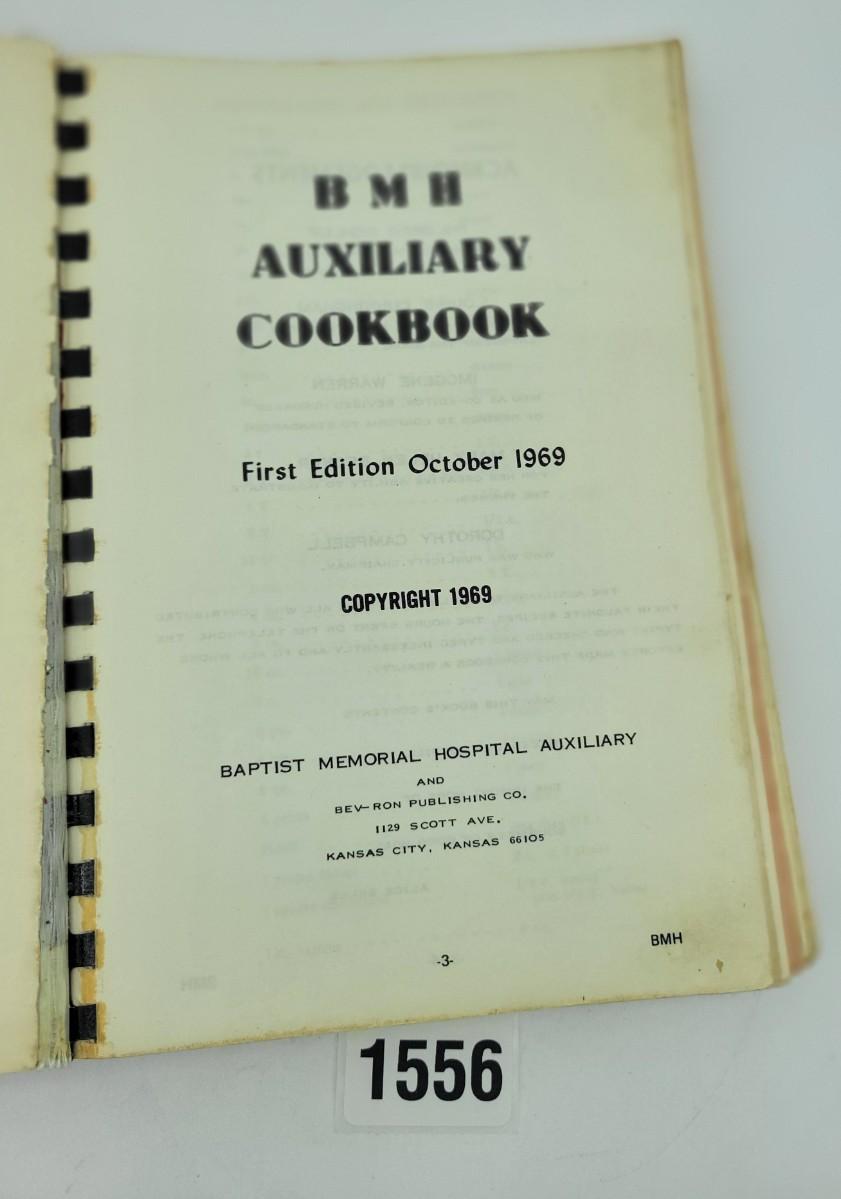 B M H
AUXILIARY
COOKBOOK
First Edition October 1969
COPYRIGHT 1969
BAPTIST MEMORIAL HOSPITAL AUXILIARY
AND
BEV-RON PUBLISHING CO.
1129 SCOTT AVE.
KANSAS CITY, KANSAS 66105
BMH
-3-
1556